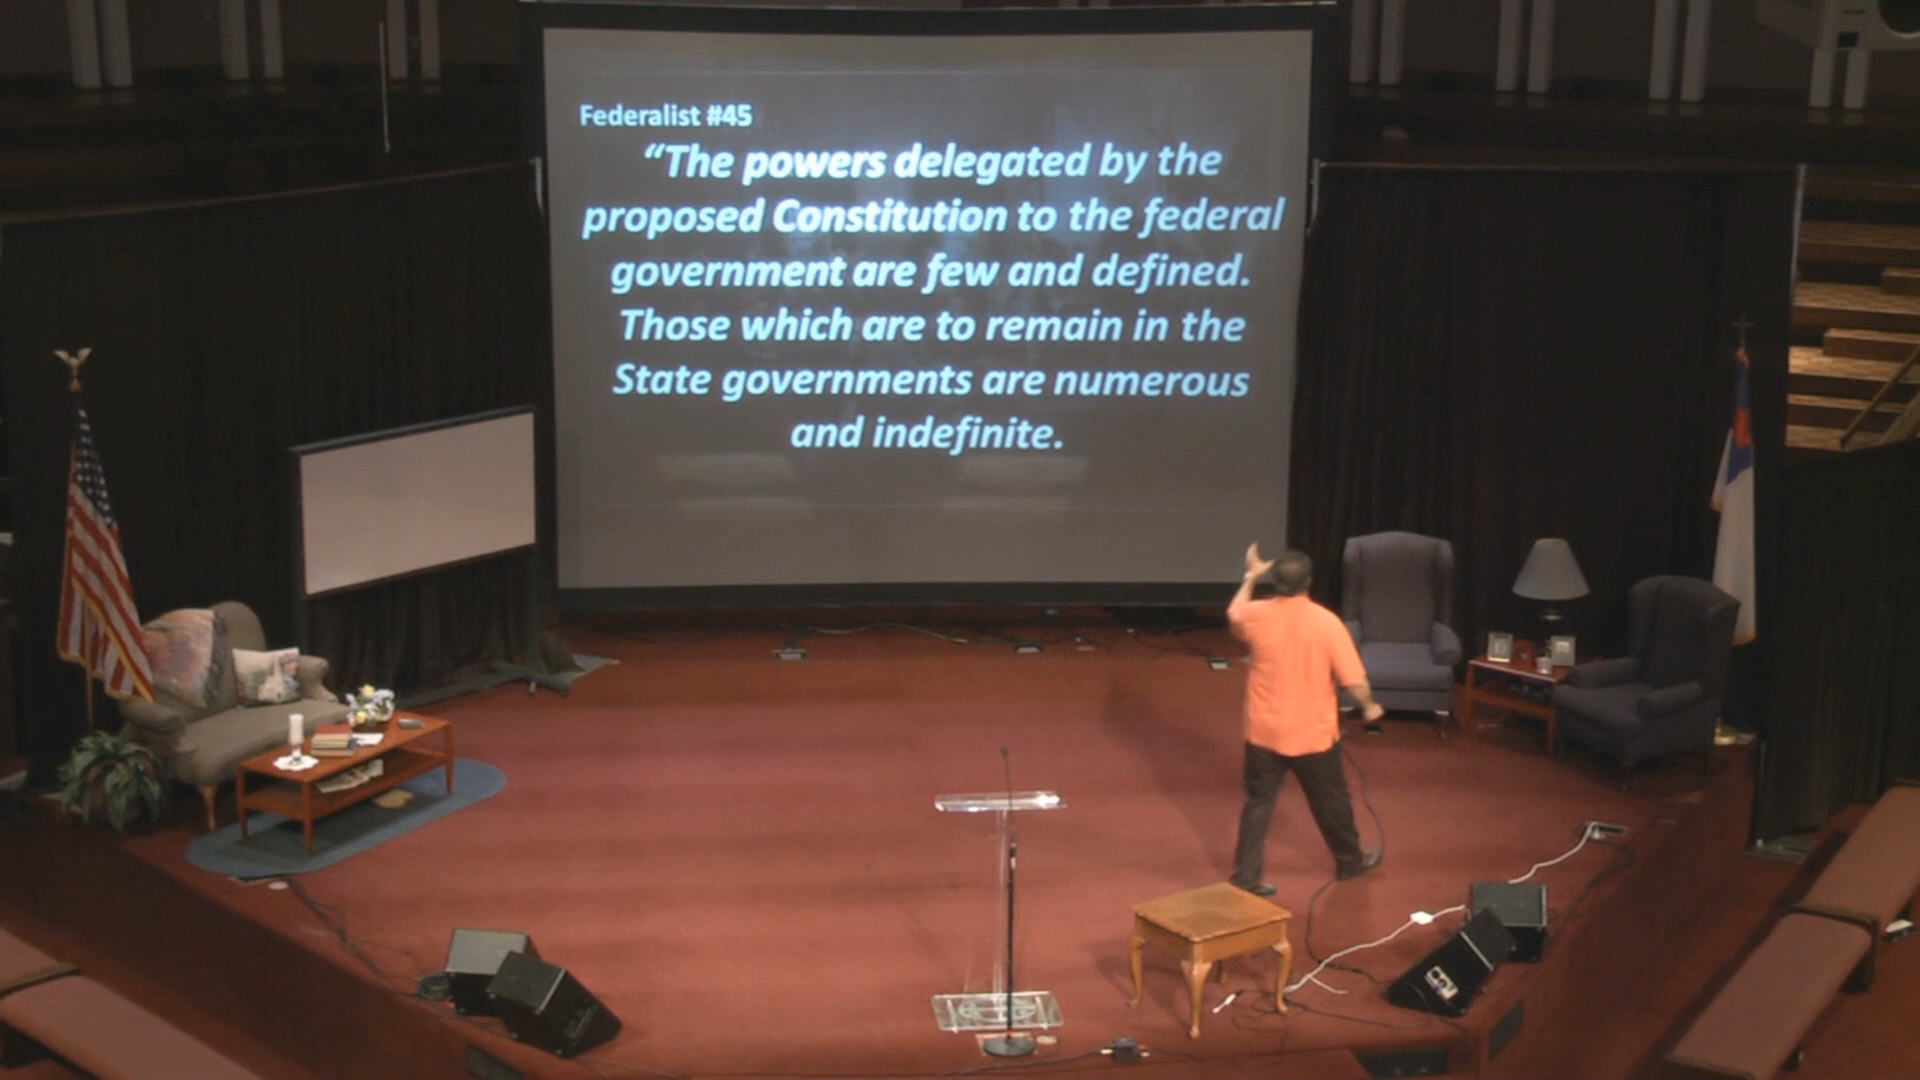 Federalist #45
“The powers delegated by the
proposed Constitution to the federal
government are few and defined.
Those which are to remain in the
State governments are numerous
and indefinite.